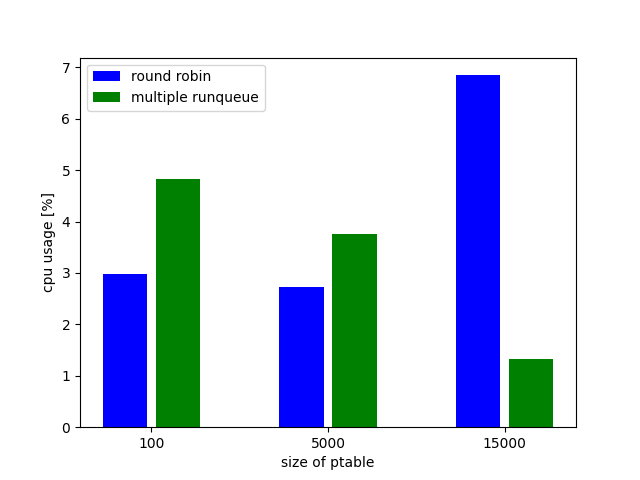 round robin
multiple runqueue
cpu usage [%]
7
6
5
4
3
2
1
0
100 5000 15000
size of ptable